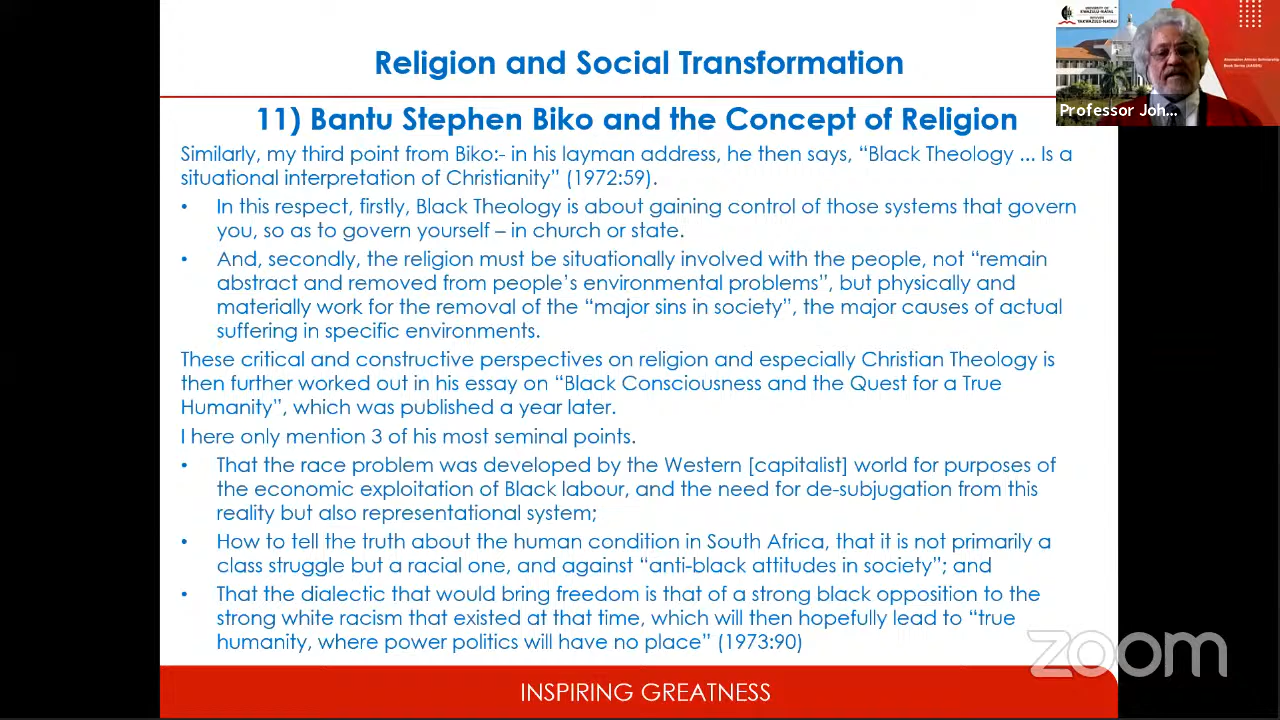 Religion and Social Transformation
UNIVERSITY OF
KWAZULU-NATAL
INYUVESI
YAKWAZULU-NATALI
Professor Joh...
11) Bantu Stephen Biko and the Concept of Religion
Similarly, my third point from Biko:- in his layman address, he then says, “Black Theology ... Is a
situational interpretation of Christianity” (1972:59).
• In this respect, firstly, Black Theology is about gaining control of those systems that govern
you, so as to govern yourself – in church or state.
• And, secondly, the religion must be situationally involved with the people, not “remain
abstract and removed from people’s environmental problems”, but physically and
materially work for the removal of the “major sins in society”, the major causes of actual
suffering in specific environments.
These critical and constructive perspectives on religion and especially Christian Theology is
then further worked out in his essay on “Black Consciousness and the Quest for a True
Humanity”, which was published a year later.
I here only mention 3 of his most seminal points.
• That the race problem was developed by the Western [capitalist] world for purposes of
the economic exploitation of Black labour, and the need for de-subjugation from this
reality but also representational system;
• How to tell the truth about the human condition in South Africa, that it is not primarily a
class struggle but a racial one, and against “anti-black attitudes in society”; and
• That the dialectic that would bring freedom is that of a strong black opposition to the
strong white racism that existed at that time, which will then hopefully lead to “true
humanity, where power politics will have no place” (1973:90)
zoom
INSPIRING GREATNESS